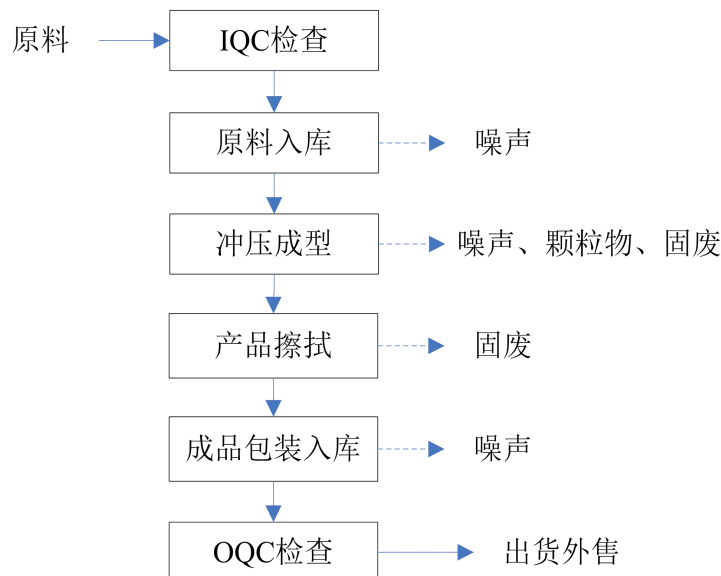 原料
IQC检查
原料入库
噪声
冲压成型
噪声、颗粒物、固废
产品擦拭
固废
成品包装入库
噪声
OQC检查
出货外售